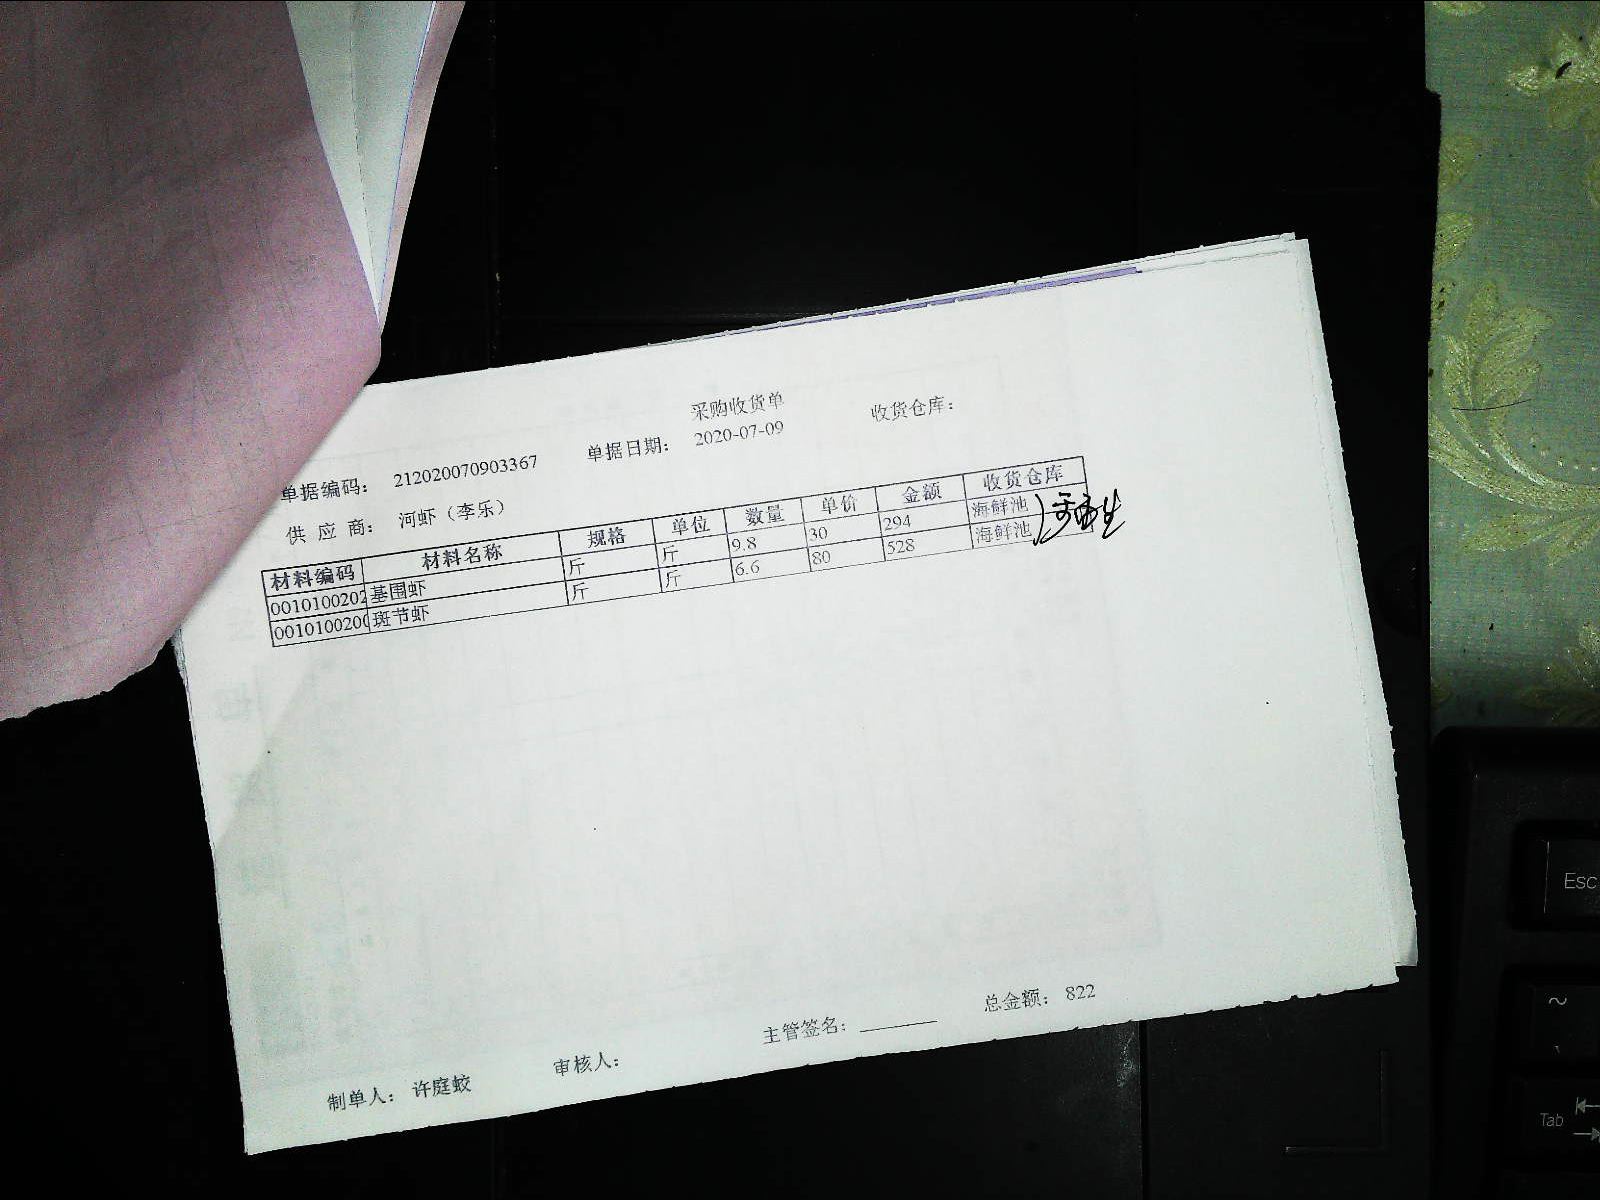 采购收货单
单据编码： 212020070903367 单据日期： 2020-07-09 收货仓库：
供 应 商： 河虾（李乐）
材料编码 材料名称 规格 单位 数量 单价 金额 收货仓库
0010100202 基围虾 斤 斤 9.8 30 294 海鲜池
0010100200 斑节虾 斤 斤 6.6 80 528 海鲜池
制单人： 许庭蛟 审核人： 主管签名： 总金额： 822
Esc
~
Tab